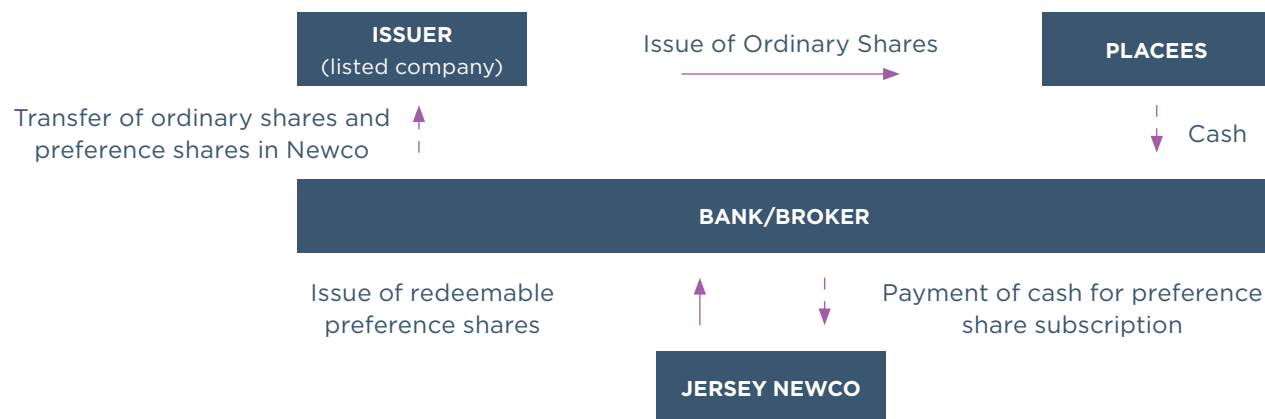 ISSUER
(listed company)
Issue of Ordinary Shares
PLACEES
Transfer of ordinary shares and
preference shares in Newco
Cash
BANK/BROKER
Issue of redeemable
preference shares
Payment of cash for preference
share subscription
JERSEY NEWCO